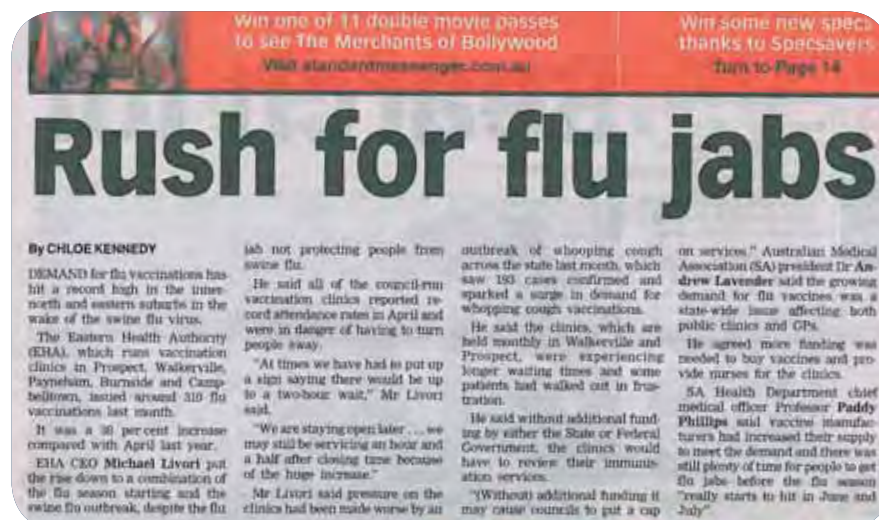 Win one of 11 double movie passes
to see The Merchants of Bollywood
Visit standardmessenger.com.au
Win some new specs
thanks to Specsavers
Turn to Page 14
Rush for flu jabs
By CHLOE KENNEDY
DEMAND for flu vaccinations has
hit a record high in the inner
north and eastern suburbs in the
wake of the swine flu virus.
The Eastern Health Authority
(EHA), which runs vaccination
clinics in Prospect, Walkerville,
Payneham, Burnside and Camp-
belltown, issued around 310 flu
vaccinations last month.
It was a 38 per cent increase
compared with April last year.
EHA CEO Michael Livori put
the rise down to a combination of
the flu season starting and the
swine flu outbreak, despite the flu
jab not protecting people from
swine flu.
He said all of the council-run
vaccination clinics reported re-
cord attendance rates in April and
were in danger of having to turn
people away.
"At times we have had to put up
a sign saying there would be up
to a two-hour wait," Mr Livori
said.
"We are staying open later . . . we
may still be servicing an hour and
a half after closing time because
of the huge increase."
Mr Livori said pressure on the
clinics had been made worse by an
outbreak of whooping cough
across the state last month, which
saw 193 cases confirmed and
sparked a surge in demand for
whopping cough vaccinations.
He said the clinics, which are
held monthly in Walkerville and
Prospect, were experiencing
longer waiting times and some
patients had walked out in frus-
tration.
He said without additional fund-
ing by either the State or Federal
Government, the clinics would
have to review their immunis-
ation services.
"(Without) additional funding it
may cause councils to put a cap
on services." Australian Medical
Association (SA) president Dr An-
drew Lavender said the growing
demand for flu vaccines was a
state-wide issue affecting both
public clinics and GPs.
He agreed more funding was
needed to buy vaccines and pro-
vide nurses for the clinics.
SA Health Department chief
medical officer Professor Paddy
Phillips said vaccine manufac-
turers had increased their supply
to meet the demand and there was
still plenty of time for people to get
flu jabs before the flu season
"really starts to hit in June and
July".